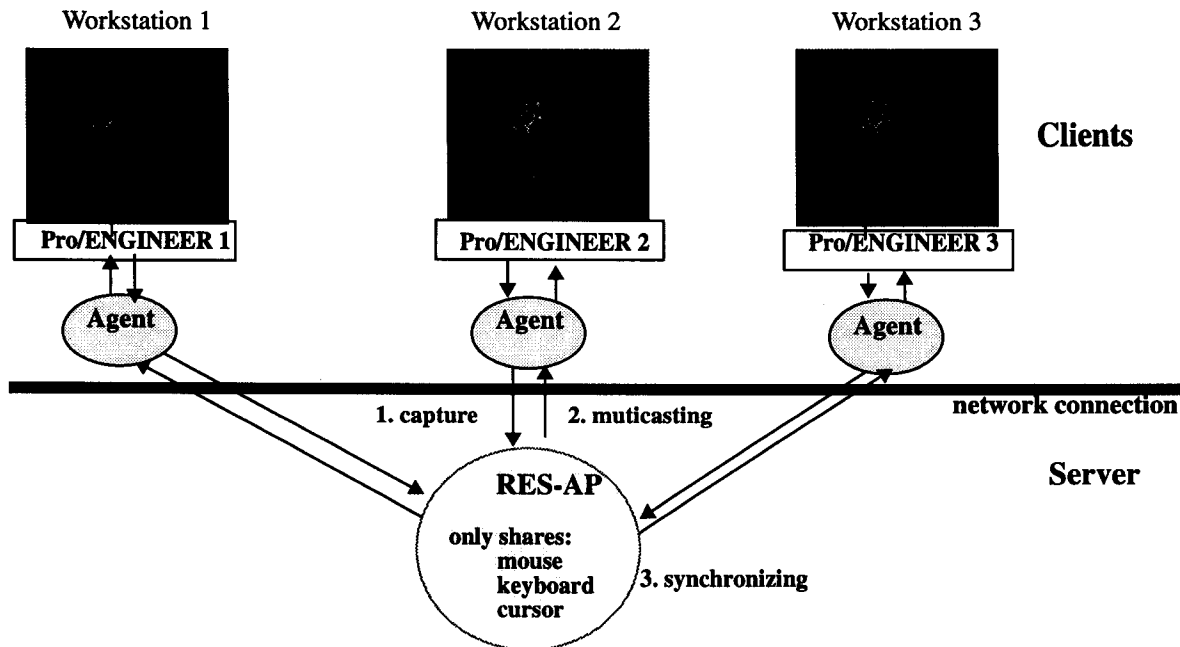 Workstation 1
Workstation 2
Workstation 3
Clients
Pro/ENGINEER 1
Pro/ENGINEER 2
Pro/ENGINEER 3
Agent
Agent
Agent
network connection
1. capture
2. muticasting
Server
RES-AP
only shares:
mouse
keyboard
cursor
3. synchronizing